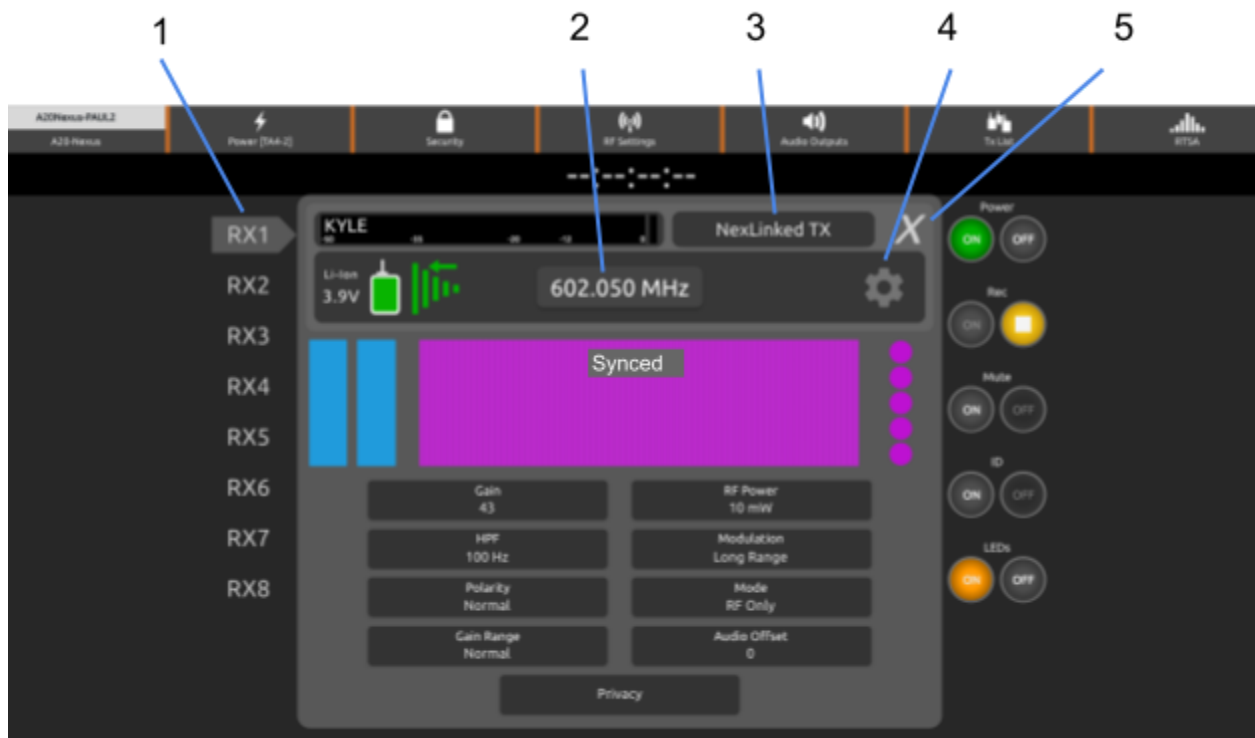 1 2 3 4 5
A20Nexus-PAUL2
A20-Nexus
Power [TA4-2]
Security
RF Settings
Audio Outputs
Tx List
RTSA
--:--:--
RX1
RX2
RX3
RX4
RX5
RX6
RX7
RX8
KYLE
NexLinked TX
X
Li-Ion
3.9V
602.050 MHz
Synced
Gain
43
RF Power
10 mW
HPF
100 Hz
Modulation
Long Range
Polarity
Normal
Mode
RF Only
Gain Range
Normal
Audio Offset
0
Privacy
Power
ON OFF
Rec
ON
Mute
ON OFF
ID
ON OFF
LEDs
ON OFF